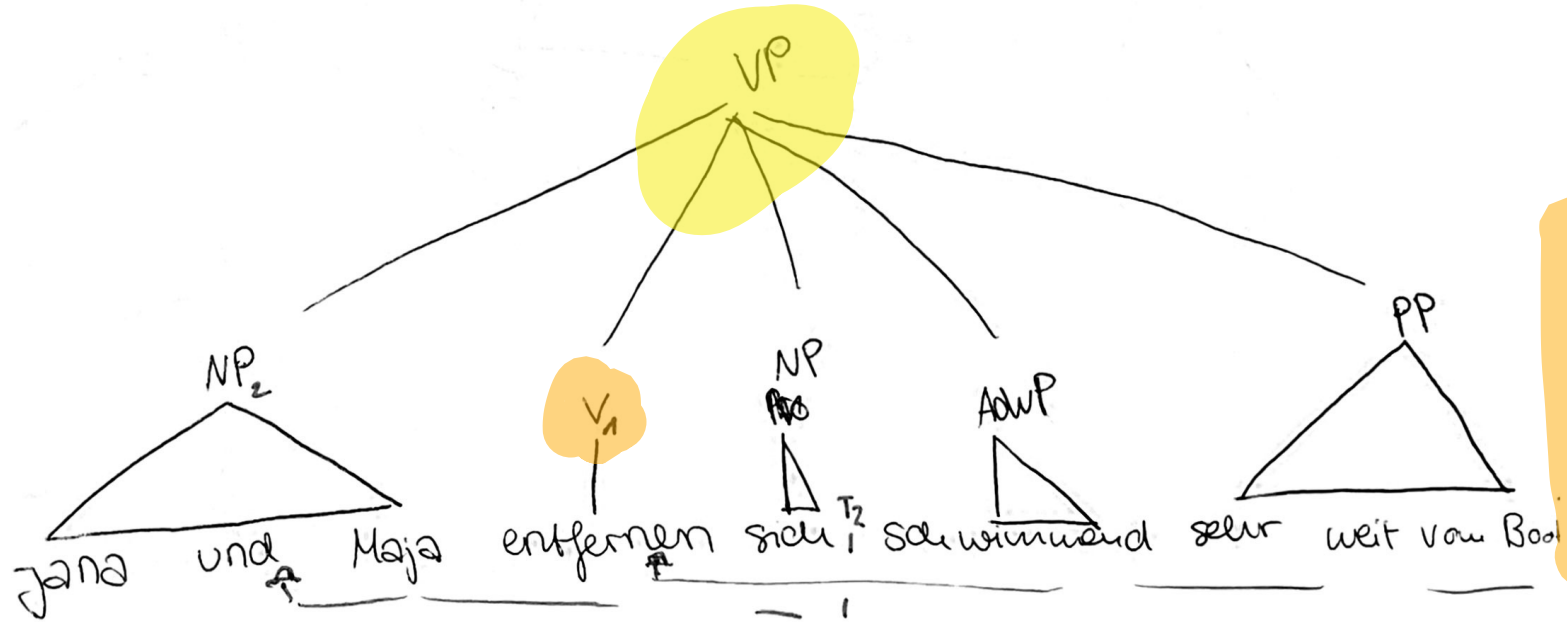 VP
NP₂ V₁ NP AdvP PP
T₂
Jana und Maja entfernen sich schwimmend sehr weit vom Boot